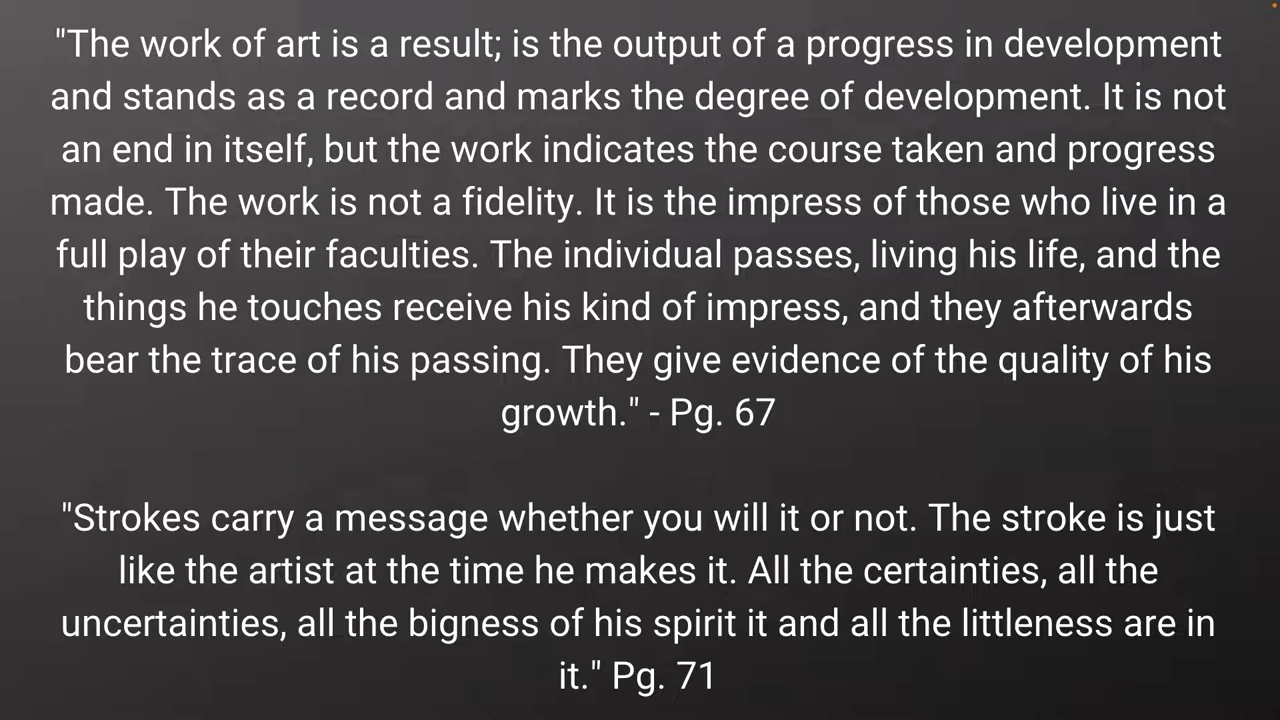 "The work of art is a result; is the output of a progress in development
and stands as a record and marks the degree of development. It is not
an end in itself, but the work indicates the course taken and progress
made. The work is not a fidelity. It is the impress of those who live in a
full play of their faculties. The individual passes, living his life, and the
things he touches receive his kind of impress, and they afterwards
bear the trace of his passing. They give evidence of the quality of his
growth." - Pg. 67
"Strokes carry a message whether you will it or not. The stroke is just
like the artist at the time he makes it. All the certainties, all the
uncertainties, all the bigness of his spirit it and all the littleness are in
it." Pg. 71